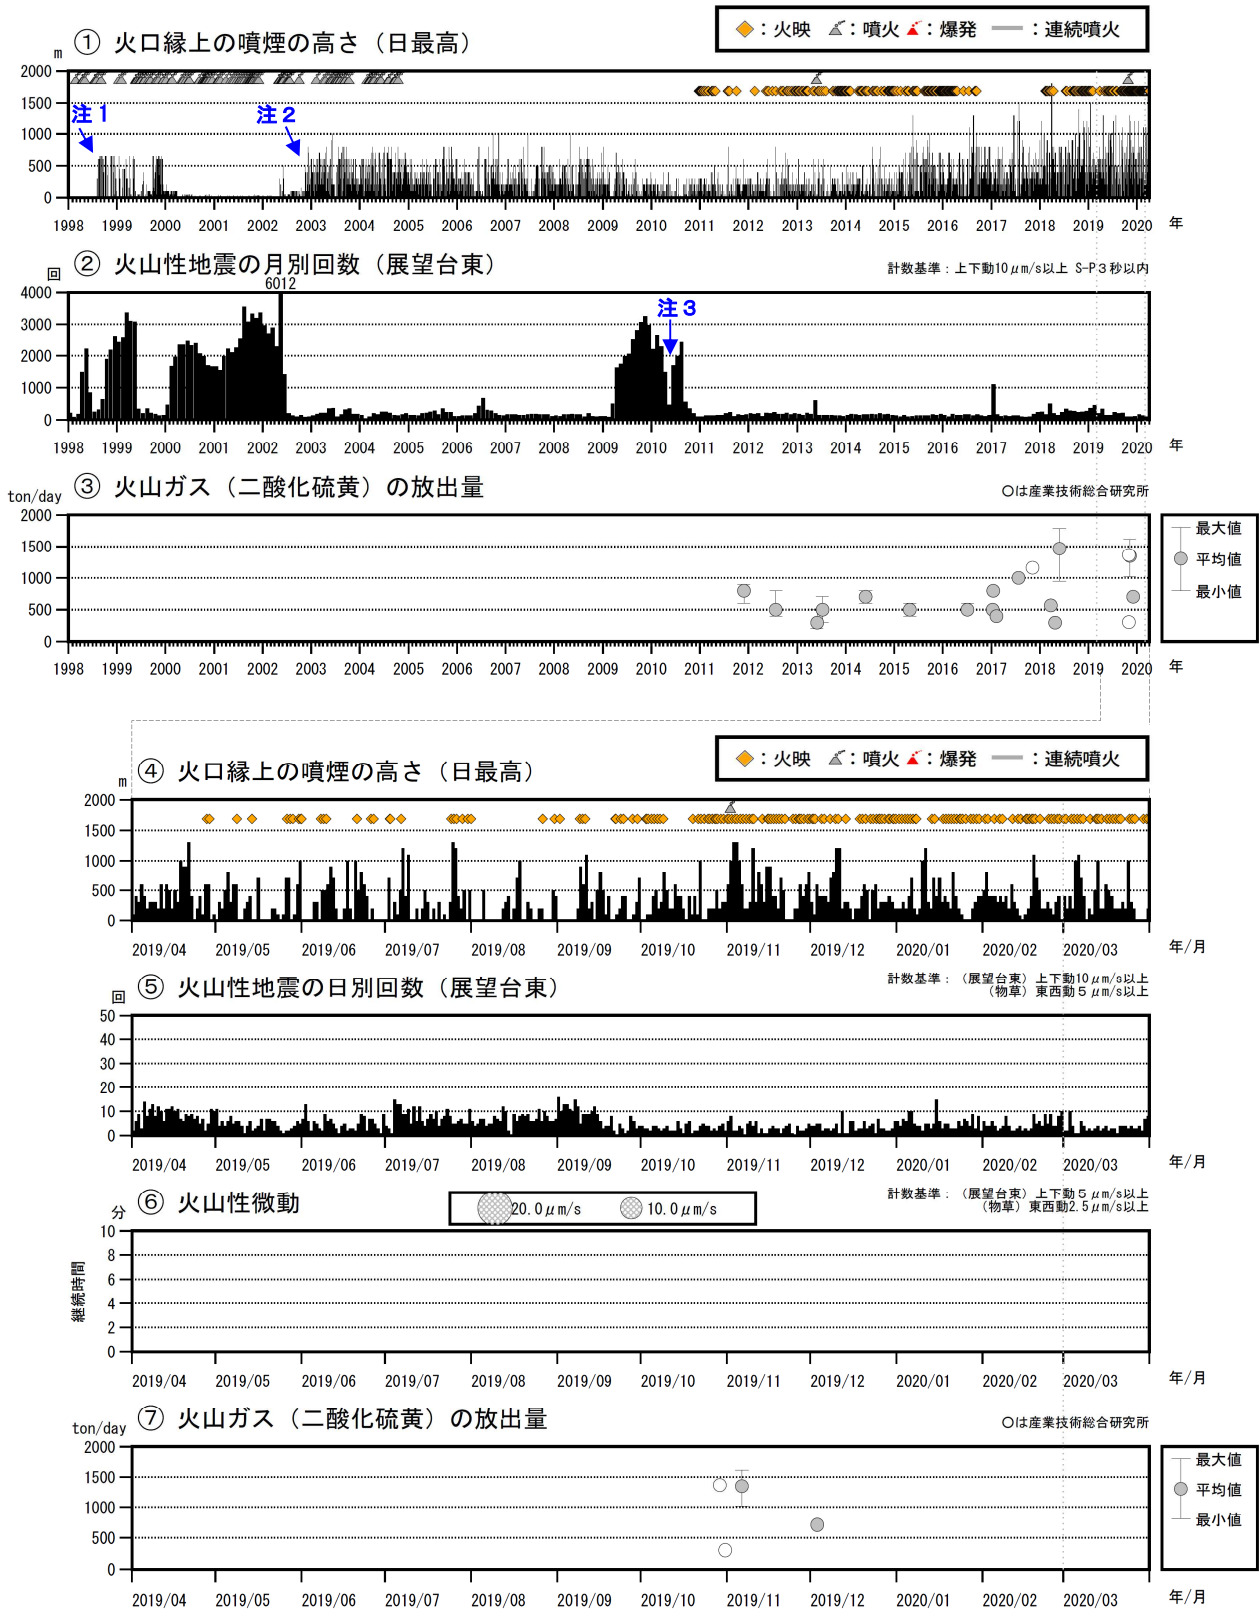 ① 火口縁上の噴煙の高さ（日最高）
：火映 ：噴火 ：爆発 ：連続噴火
m
2000
1500
1000
500
0
注１
注２
1998 1999 2000 2001 2002 2003 2004 2005 2006 2007 2008 2009 2010 2011 2012 2013 2014 2015 2016 2017 2018 2019 2020 年
② 火山性地震の月別回数（展望台東）
計数基準：上下動10μm/s以上 S-P３秒以内
回
6012
4000
3000
2000
1000
0
注３
1998 1999 2000 2001 2002 2003 2004 2005 2006 2007 2008 2009 2010 2011 2012 2013 2014 2015 2016 2017 2018 2019 2020 年
③ 火山ガス（二酸化硫黄）の放出量
○は産業技術総合研究所
ton/day
2000
1500
1000
500
0
最大値
平均値
最小値
1998 1999 2000 2001 2002 2003 2004 2005 2006 2007 2008 2009 2010 2011 2012 2013 2014 2015 2016 2017 2018 2019 2020 年
④ 火口縁上の噴煙の高さ（日最高）
：火映 ：噴火 ：爆発 ：連続噴火
m
2000
1500
1000
500
0
2019/04 2019/05 2019/06 2019/07 2019/08 2019/09 2019/10 2019/11 2019/12 2020/01 2020/02 2020/03 年/月
⑤ 火山性地震の日別回数（展望台東）
計数基準：（展望台東）上下動10μm/s以上
（物草）東西動５μm/s以上
回
50
40
30
20
10
0
2019/04 2019/05 2019/06 2019/07 2019/08 2019/09 2019/10 2019/11 2019/12 2020/01 2020/02 2020/03 年/月
⑥ 火山性微動
20.0μm/s 10.0μm/s
計数基準：（展望台東）上下動５μm/s以上
（物草）東西動2.5μm/s以上
分
継続時間
10
8
6
4
2
0
2019/04 2019/05 2019/06 2019/07 2019/08 2019/09 2019/10 2019/11 2019/12 2020/01 2020/02 2020/03 年/月
⑦ 火山ガス（二酸化硫黄）の放出量
○は産業技術総合研究所
ton/day
2000
1500
1000
500
0
最大値
平均値
最小値
2019/04 2019/05 2019/06 2019/07 2019/08 2019/09 2019/10 2019/11 2019/12 2020/01 2020/02 2020/03 年/月